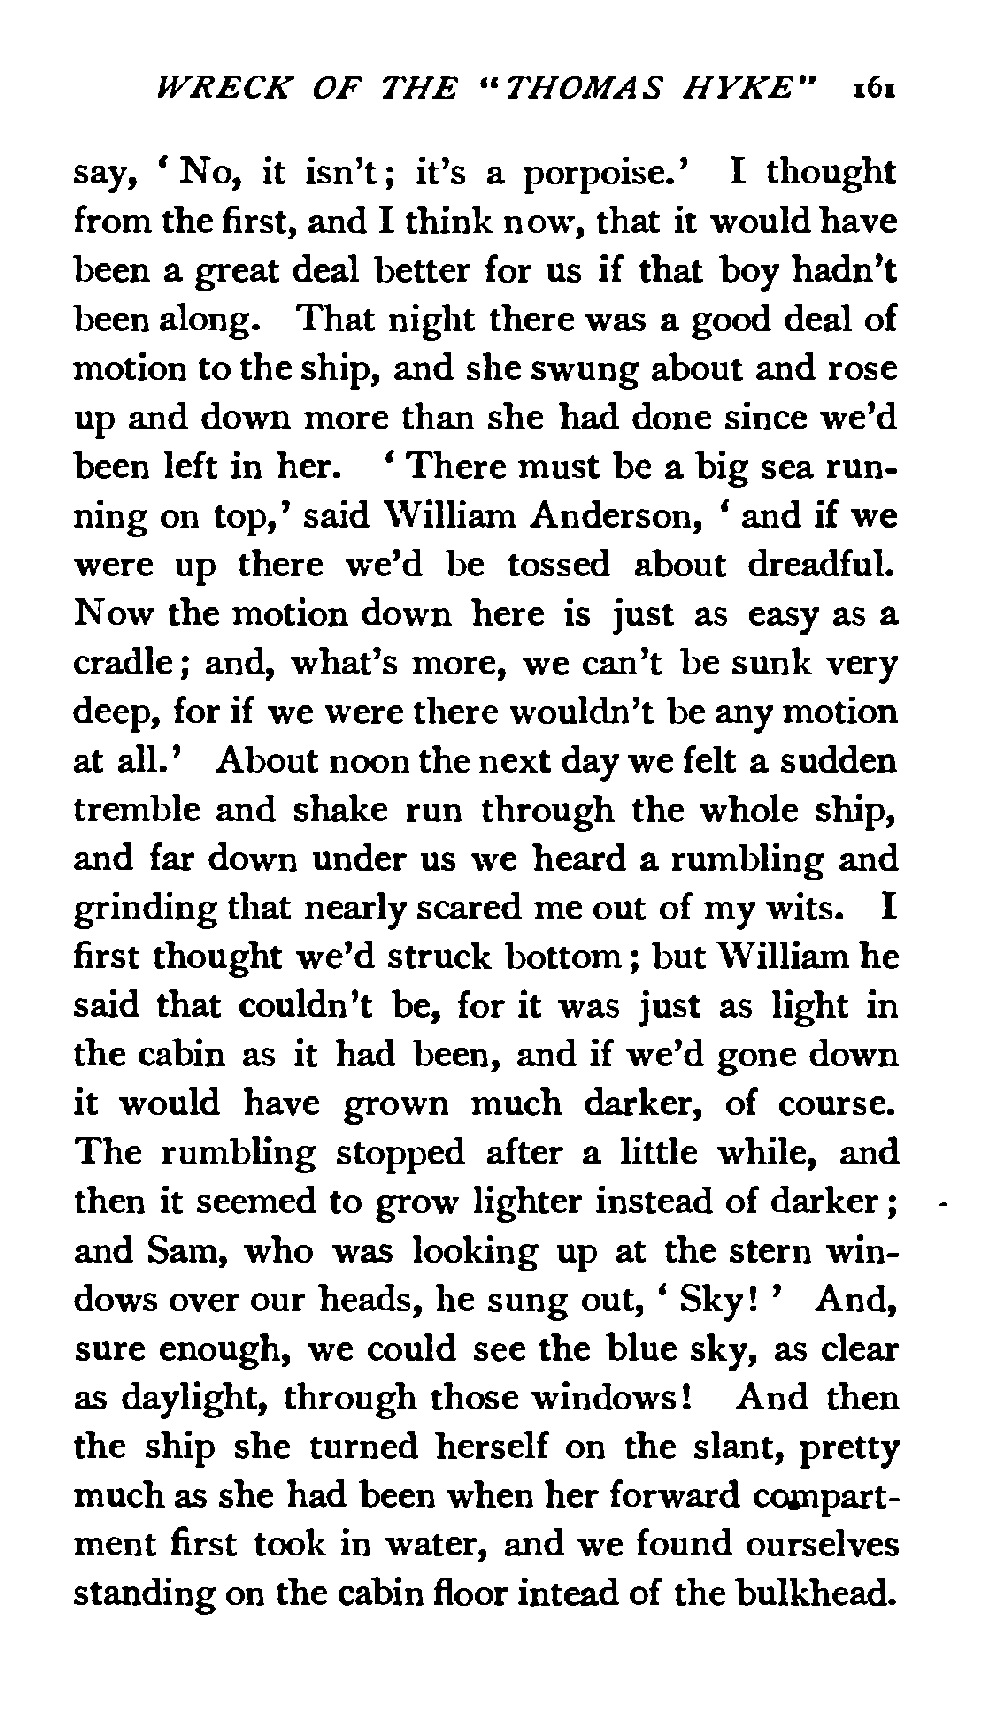 WRECK OF THE "THOMAS HYKE" 161
say, ‘ No, it isn’t ; it’s a porpoise.’ I thought
from the first, and I think now, that it would have
been a great deal better for us if that boy hadn’t
been along. That night there was a good deal of
motion to the ship, and she swung about and rose
up and down more than she had done since we’d
been left in her. ‘ There must be a big sea run-
ning on top,’ said William Anderson, ‘ and if we
were up there we’d be tossed about dreadful.
Now the motion down here is just as easy as a
cradle ; and, what’s more, we can’t be sunk very
deep, for if we were there wouldn’t be any motion
at all.’ About noon the next day we felt a sudden
tremble and shake run through the whole ship,
and far down under us we heard a rumbling and
grinding that nearly scared me out of my wits. I
first thought we’d struck bottom ; but William he
said that couldn’t be, for it was just as light in
the cabin as it had been, and if we’d gone down
it would have grown much darker, of course.
The rumbling stopped after a little while, and
then it seemed to grow lighter instead of darker ;
and Sam, who was looking up at the stern win-
dows over our heads, he sung out, ‘ Sky! ’ And,
sure enough, we could see the blue sky, as clear
as daylight, through those windows! And then
the ship she turned herself on the slant, pretty
much as she had been when her forward compart-
ment first took in water, and we found ourselves
standing on the cabin floor intead of the bulkhead.